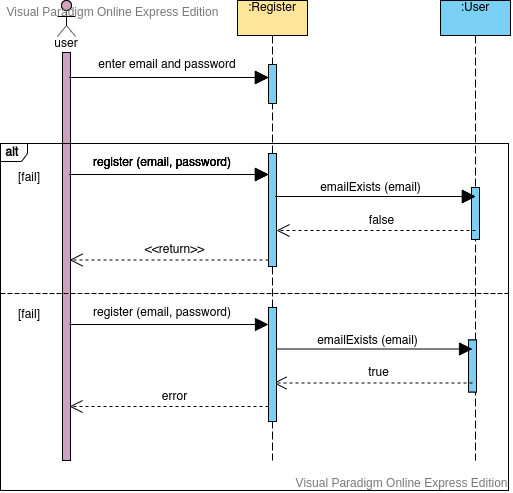 Visual Paradigm Online Express Edition
:Register
:User
user
enter email and password
alt
register (email, password)
[fail]
emailExists (email)
false
<<return>>
[fail]
register (email, password)
emailExists (email)
true
error
Visual Paradigm Online Express Edition